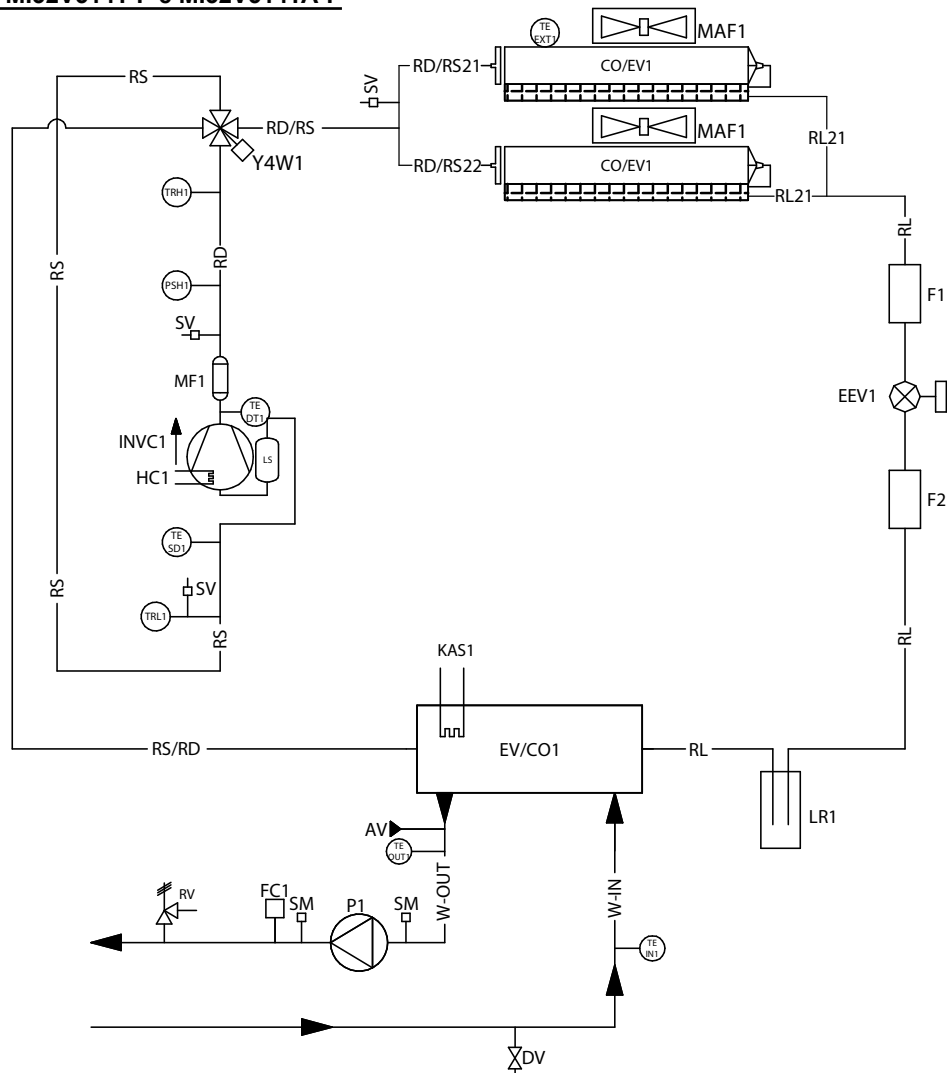 RS
TE
EXT1
MAF1
RD/RS21
CO/EV1
SV
RD/RS
Y4W1
MAF1
RD/RS22
CO/EV1
RL21
RL21
TRH1
RL
RD
RS
PSH1
F1
SV
MF1
EEV1
TE
DT1
INVC1
LS
HC1
F2
TE
SD1
SV
RS
TRL1
RS
RL
KAS1
RS/RD
EV/CO1
RL
LR1
AV
TE
OUT1
W-OUT
W-IN
RV
FC1
SM
P1
SM
TE
IN1
DV